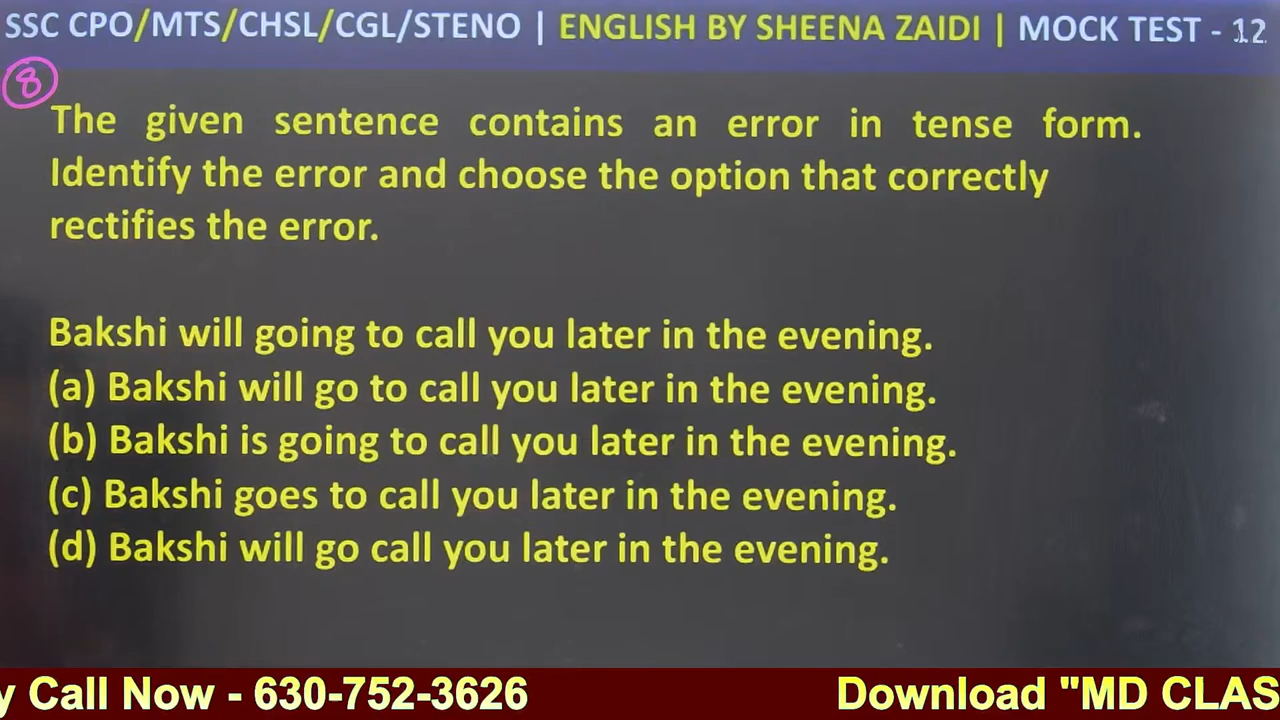 SSC CPO/MTS/CHSL/CGL/STENO | ENGLISH BY SHEENA ZAIDI | MOCK TEST - 12
8
The given sentence contains an error in tense form.
Identify the error and choose the option that correctly
rectifies the error.
Bakshi will going to call you later in the evening.
(a) Bakshi will go to call you later in the evening.
(b) Bakshi is going to call you later in the evening.
(c) Bakshi goes to call you later in the evening.
(d) Bakshi will go call you later in the evening.
y Call Now - 630-752-3626 Download "MD CLAS